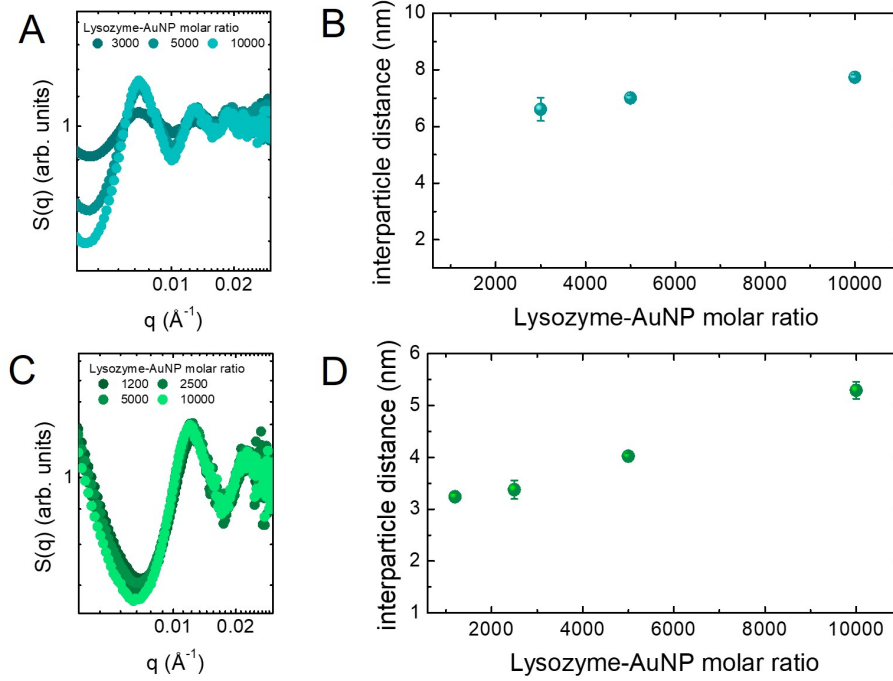 A
Lysozyme-AuNP molar ratio
3000 5000 10000
S(q) (arb. units)
1
0.01 0.02
q (Å⁻¹)
B
interparticle distance (nm)
10
8
6
4
2
2000 4000 6000 8000 10000
Lysozyme-AuNP molar ratio
C
Lysozyme-AuNP molar ratio
1200 2500
5000 10000
S(q) (arb. units)
1
0.01 0.02
q (Å⁻¹)
D
interparticle distance (nm)
6
5
4
3
2
1
2000 4000 6000 8000 10000
Lysozyme-AuNP molar ratio